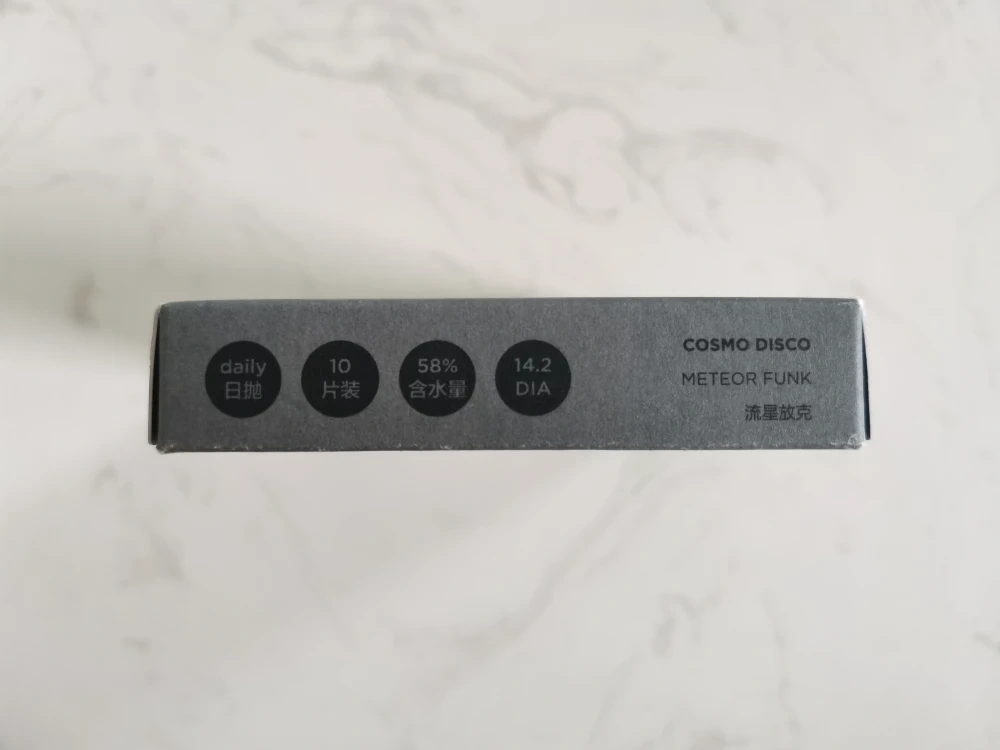 daily
日抛
10
片装
58%
含水量
14.2
DIA
COSMO DISCO
METEOR FUNK
流星放克